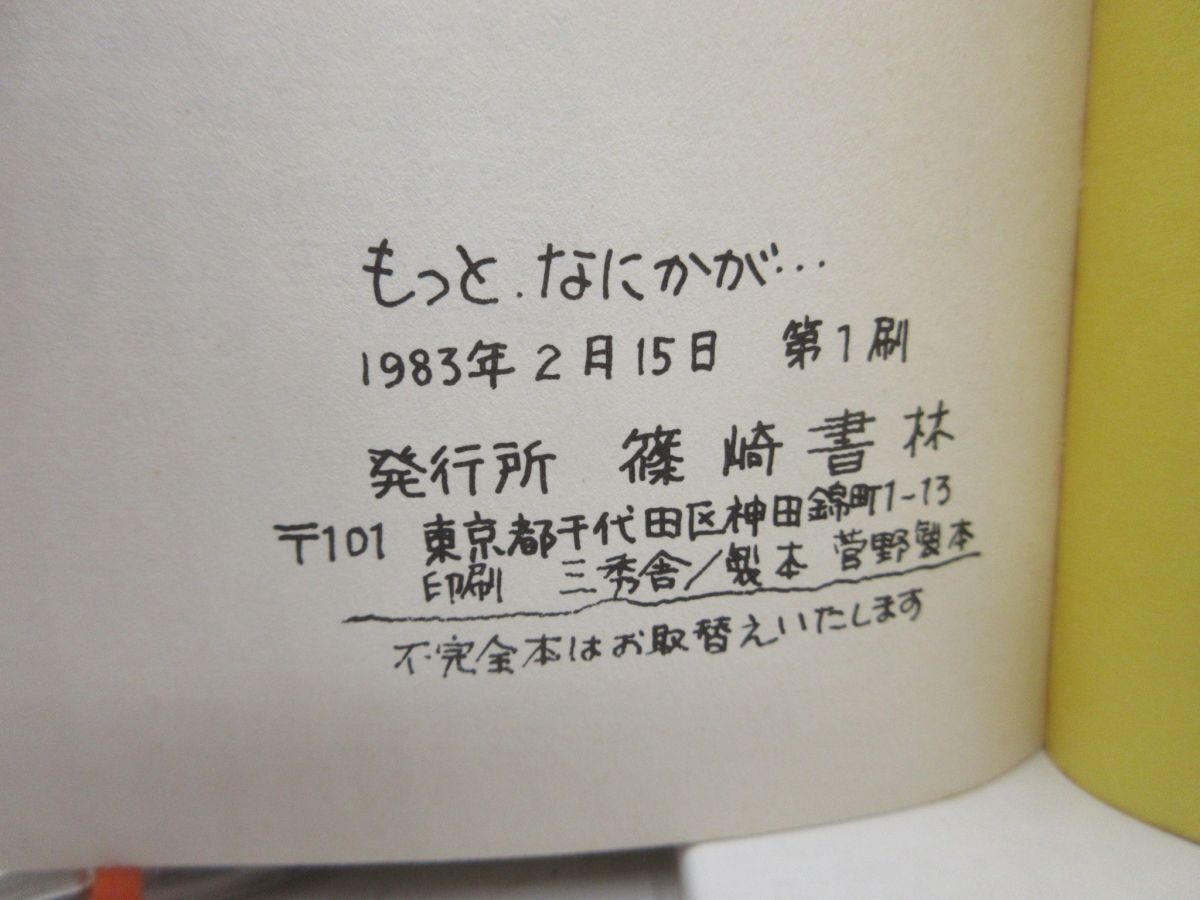 もっと、なにかが…
1983年2月15日 第1刷
発行所 篠崎書林
〒101 東京都千代田区神田錦町1-13
印刷 三秀舎/製本 菅野製本
不完全本はお取替えいたします